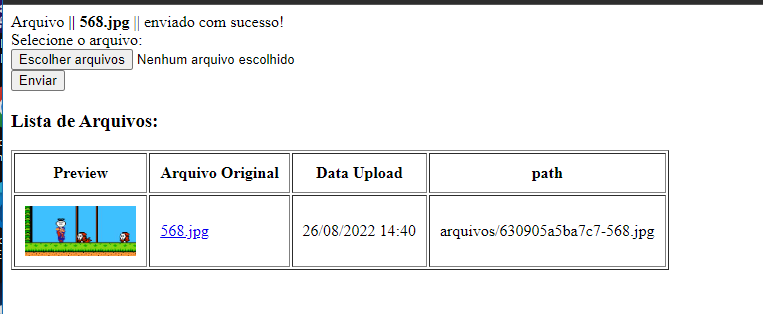 Arquivo || 568.jpg || enviado com sucesso!
Selecione o arquivo:
Escolher arquivos Nenhum arquivo escolhido
Enviar
Lista de Arquivos:
Preview Arquivo Original Data Upload path
568.jpg 26/08/2022 14:40 arquivos/630905a5ba7c7-568.jpg